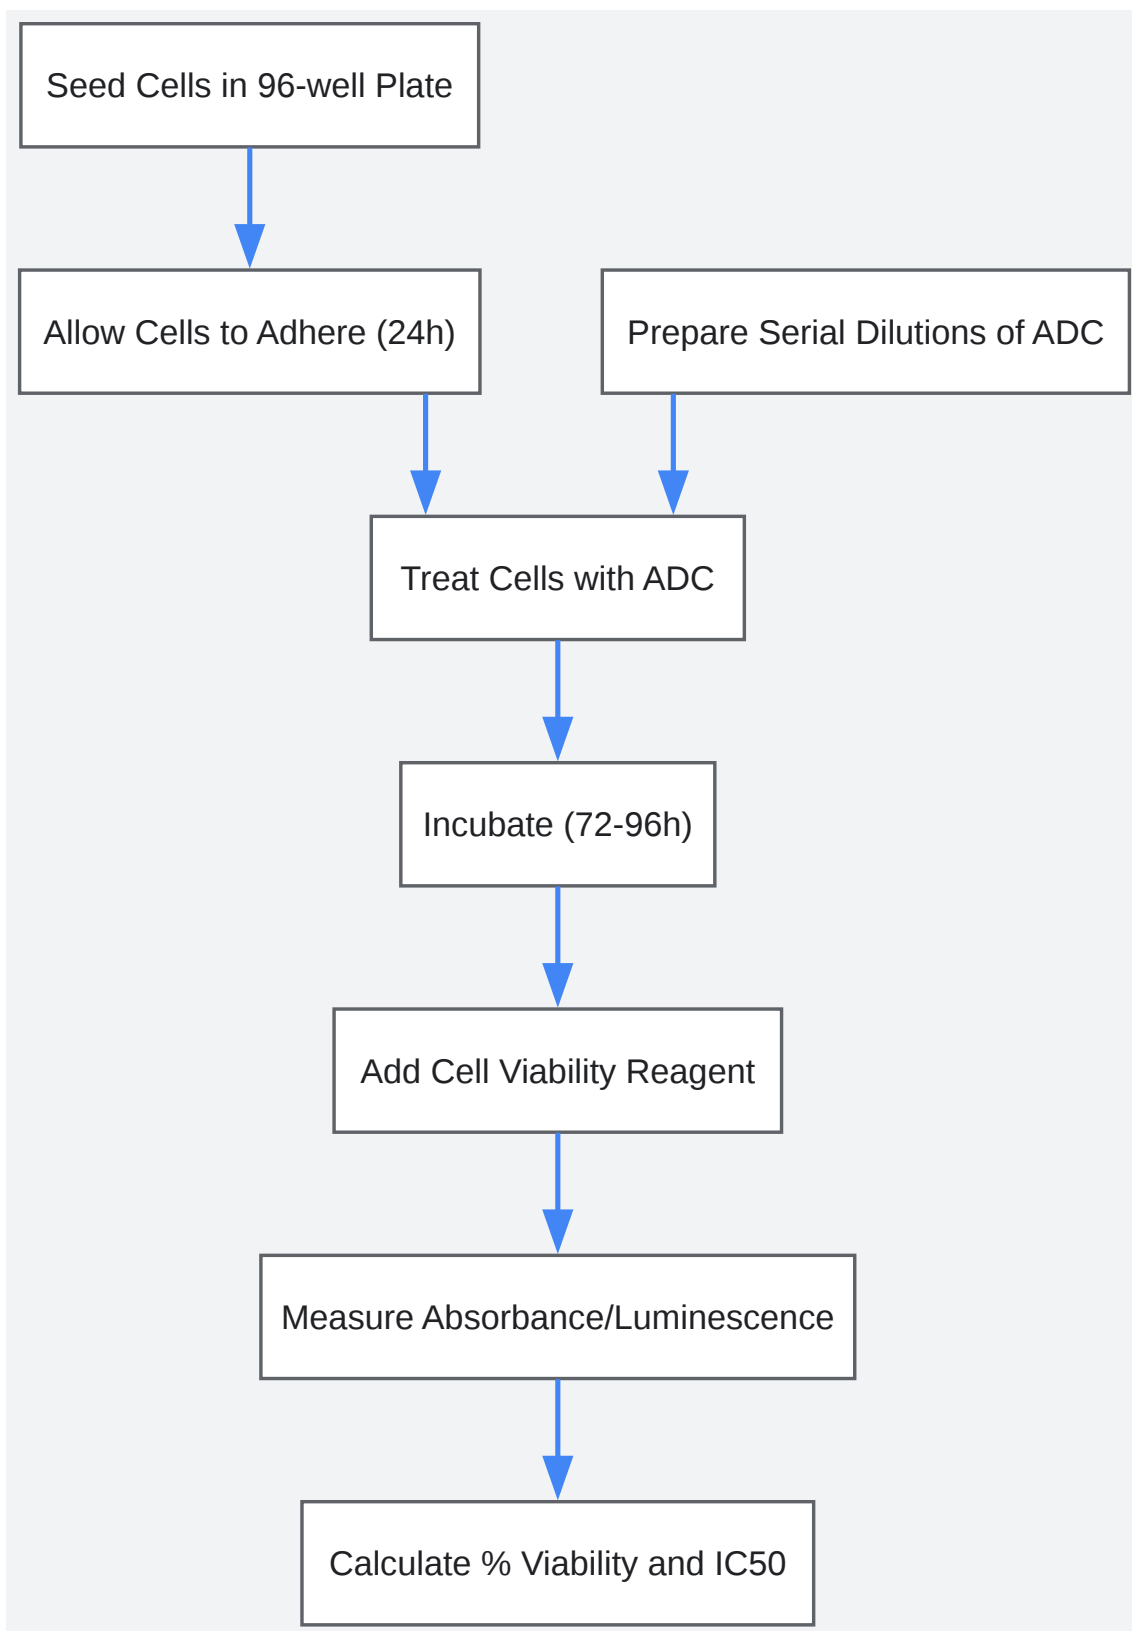 Seed Cells in 96-well Plate
Allow Cells to Adhere (24h)
Prepare Serial Dilutions of ADC
Treat Cells with ADC
Incubate (72-96h)
Add Cell Viability Reagent
Measure Absorbance/Luminescence
Calculate % Viability and IC50